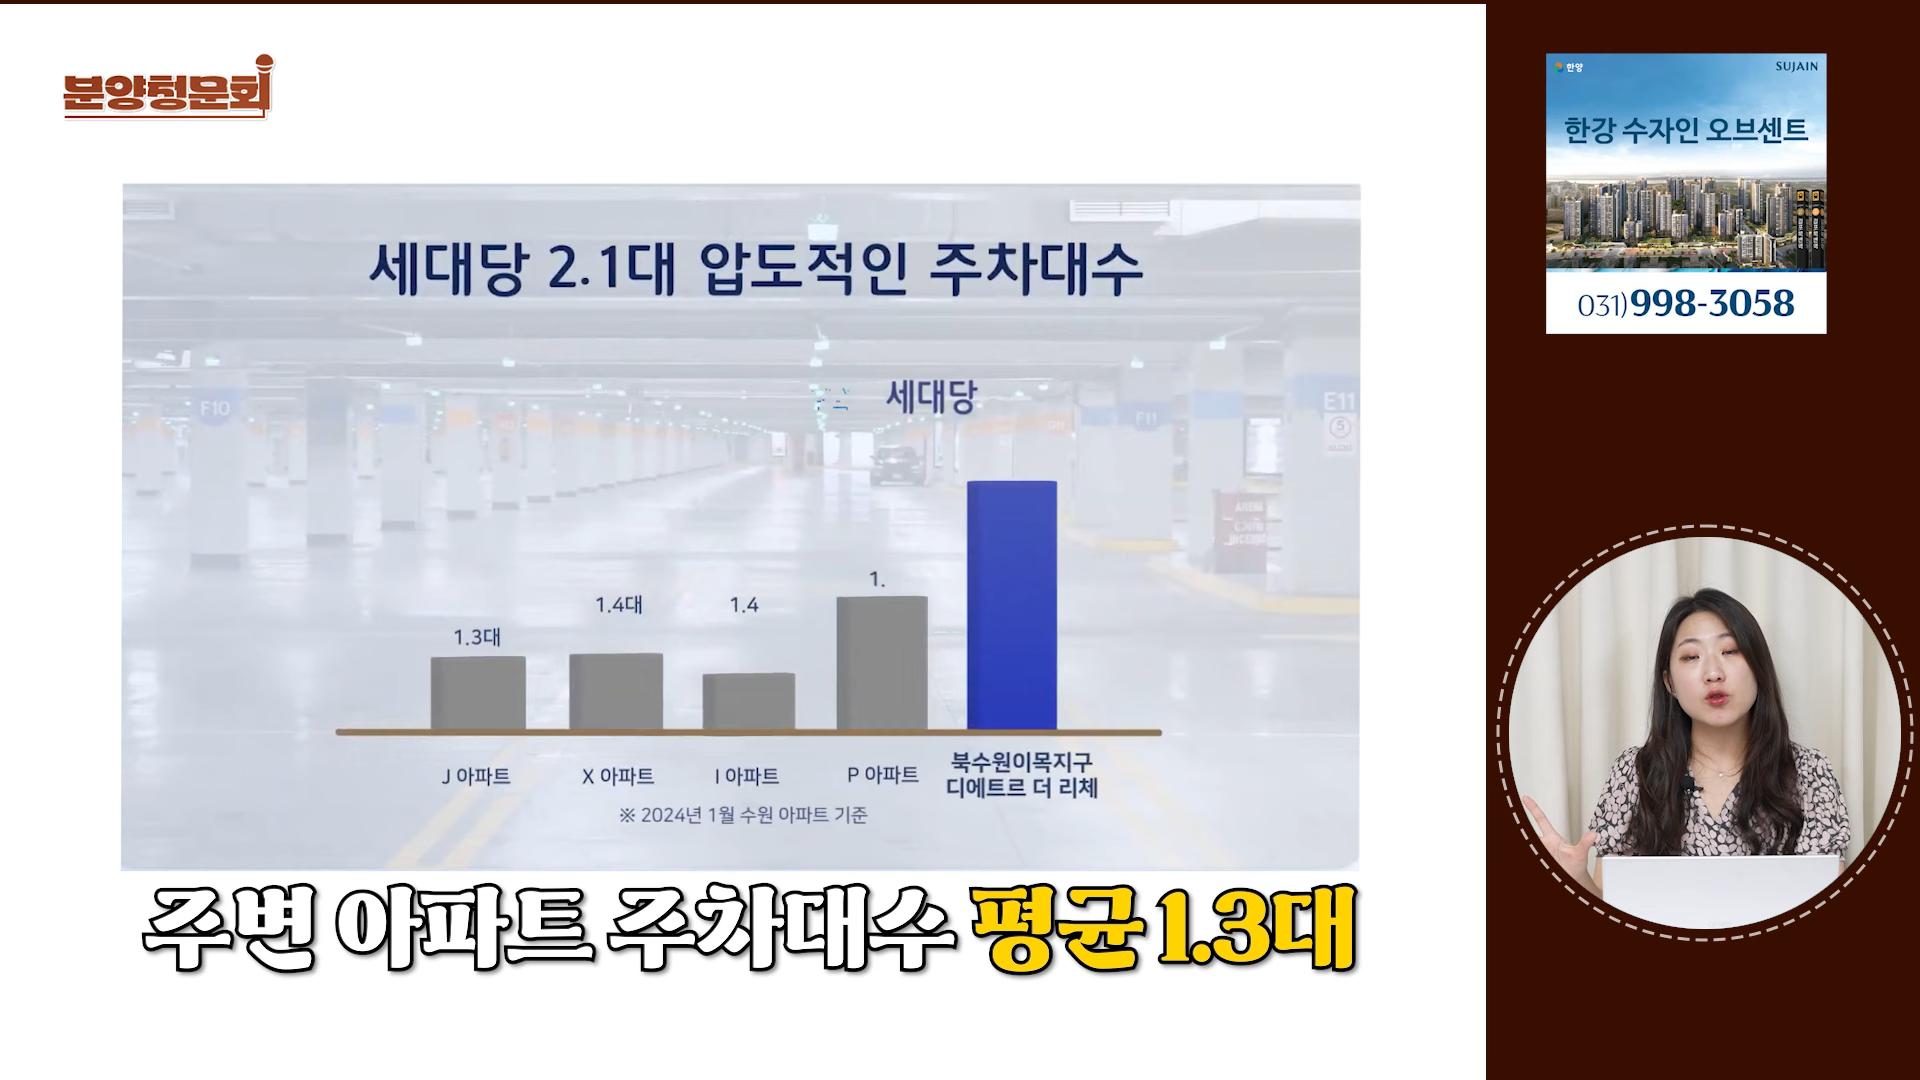 분양청문회
세대당 2.1대 압도적인 주차대수
세대당
F10
F11
E11
5
1.3대
1.4대
1.4
1.
J 아파트
X 아파트
I 아파트
P 아파트
북수원이목지구
디에트르 더 리체
※ 2024년 1월 수원 아파트 기준
주변 아파트 주차대수 평균 1.3대
한양
SUJAIN
한강 수자인 오브센트
031)998-3058